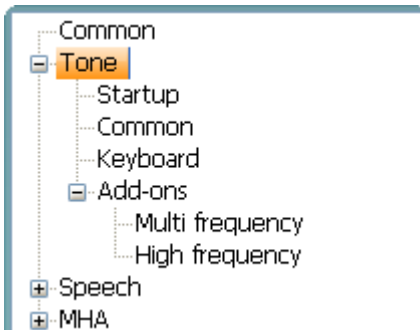 Common
Tone
Startup
Common
Keyboard
Add-ons
Multi frequency
High frequency
Speech
MHA